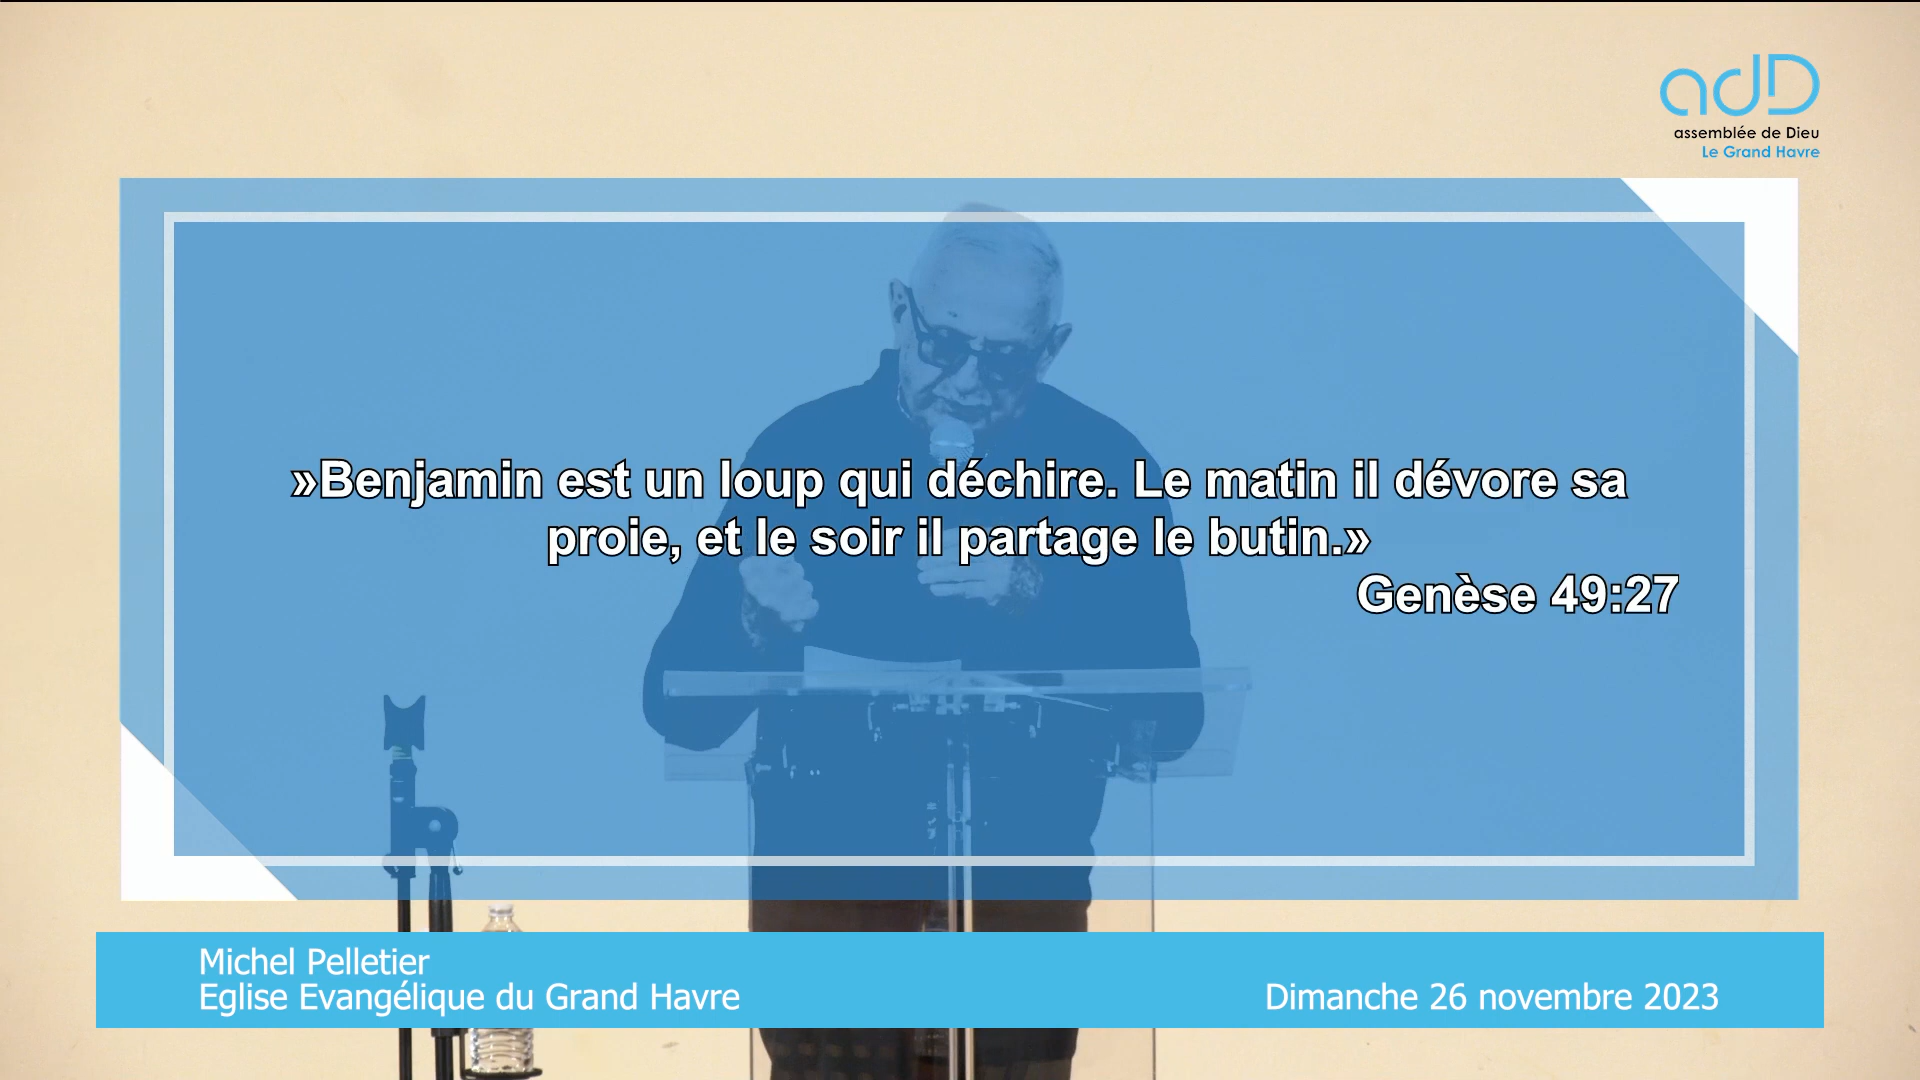 adD
assemblée de Dieu
Le Grand Havre
»Benjamin est un loup qui déchire. Le matin il dévore sa
proie, et le soir il partage le butin.»
Genèse 49:27
Michel Pelletier
Eglise Evangélique du Grand Havre
Dimanche 26 novembre 2023